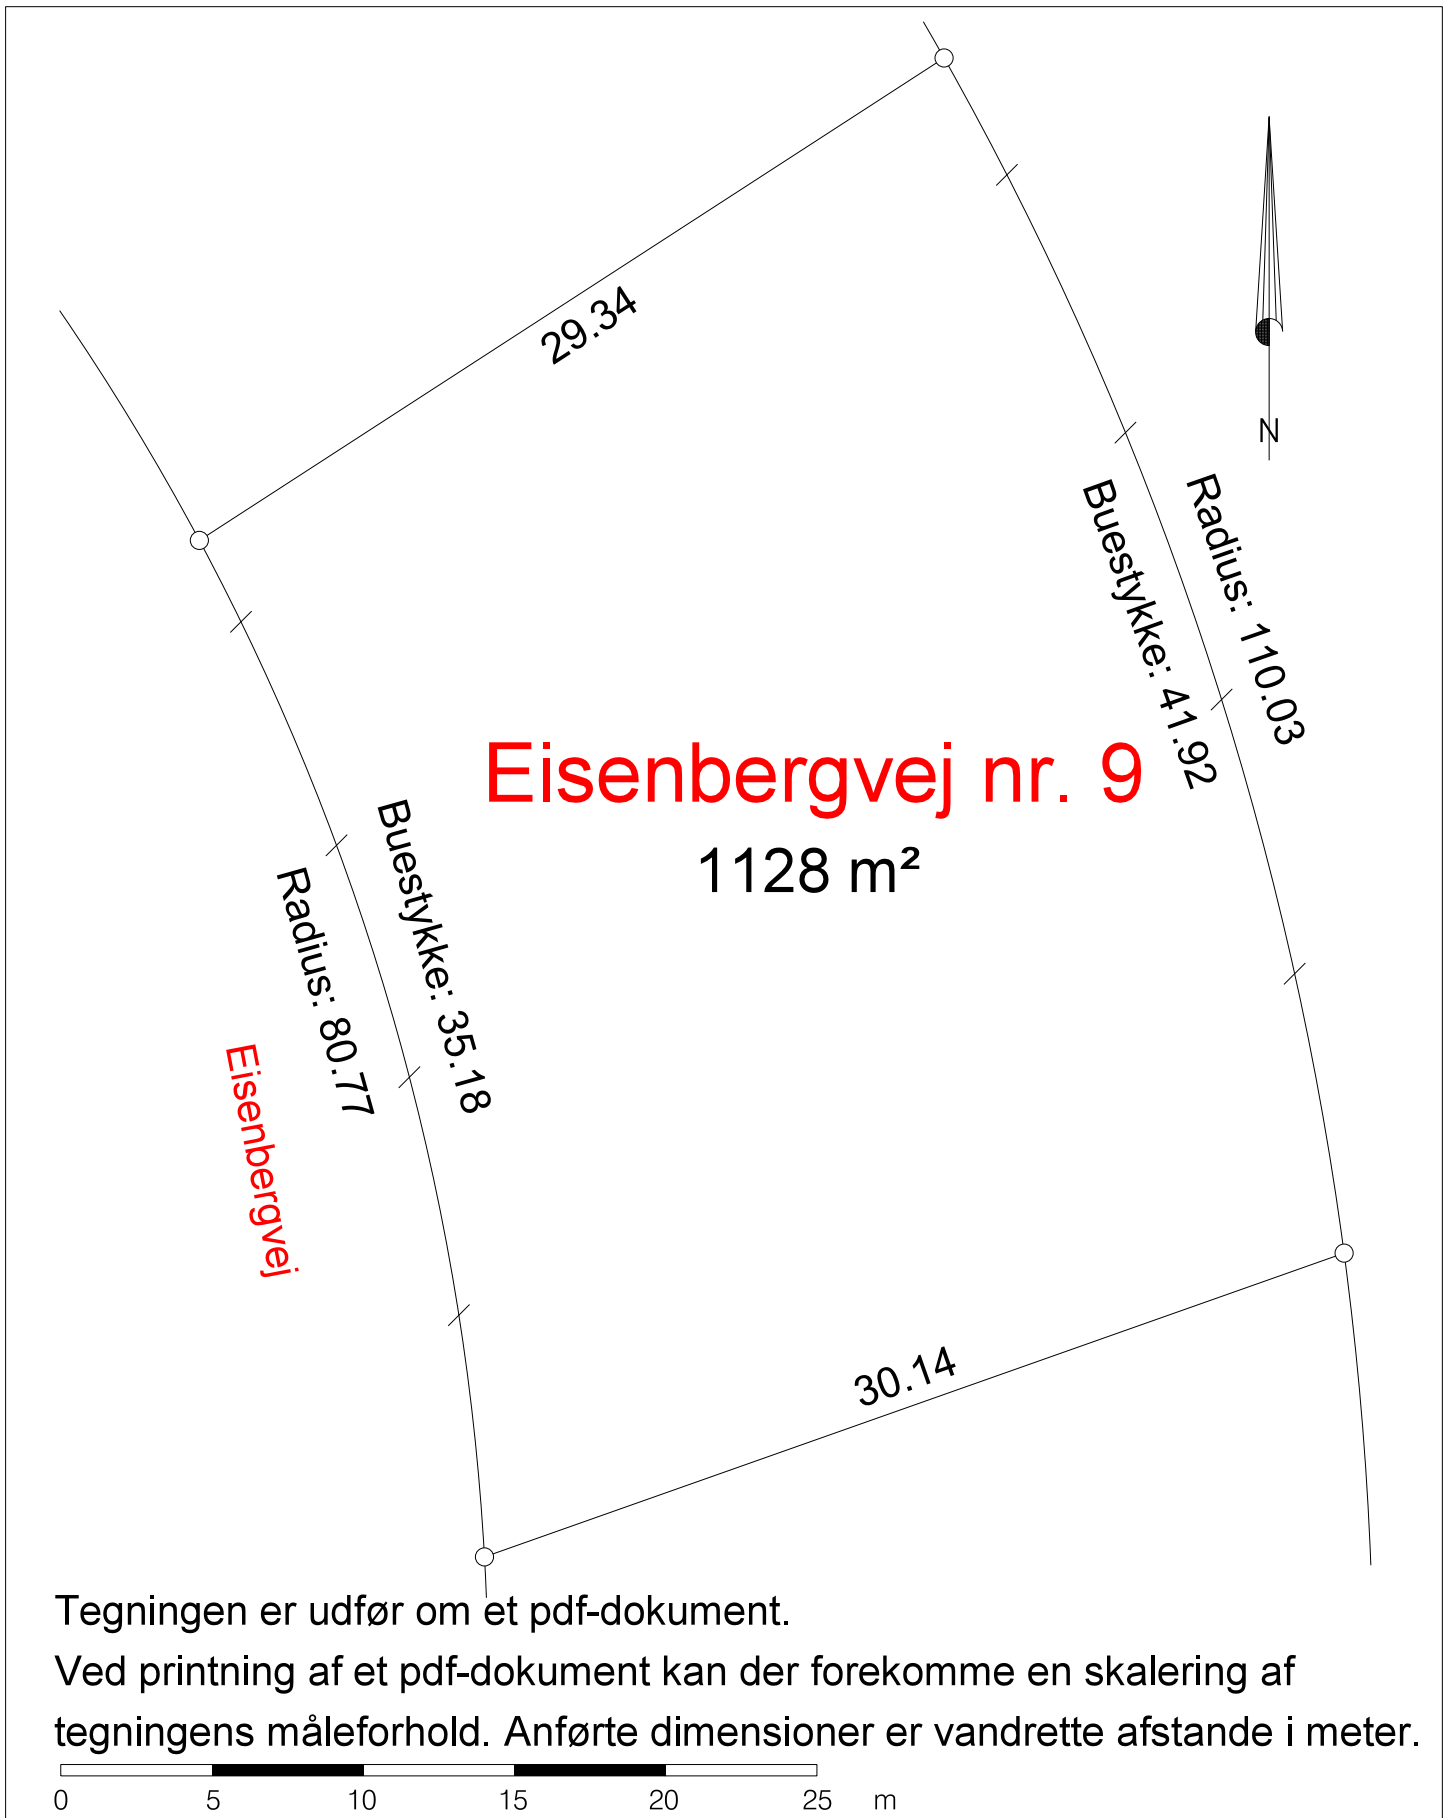 29.34
N
Radius: 110.03
Buestykke: 41.92
Eisenbergvej nr. 9
1128 m²
Buestykke: 35.18
Radius: 80.77
Eisenbergvej
30.14
Tegningen er udfør om et pdf-dokument.
Ved printning af et pdf-dokument kan der forekomme en skalering af
tegningens måleforhold. Anførte dimensioner er vandrette afstande i meter.
0 5 10 15 20 25 m